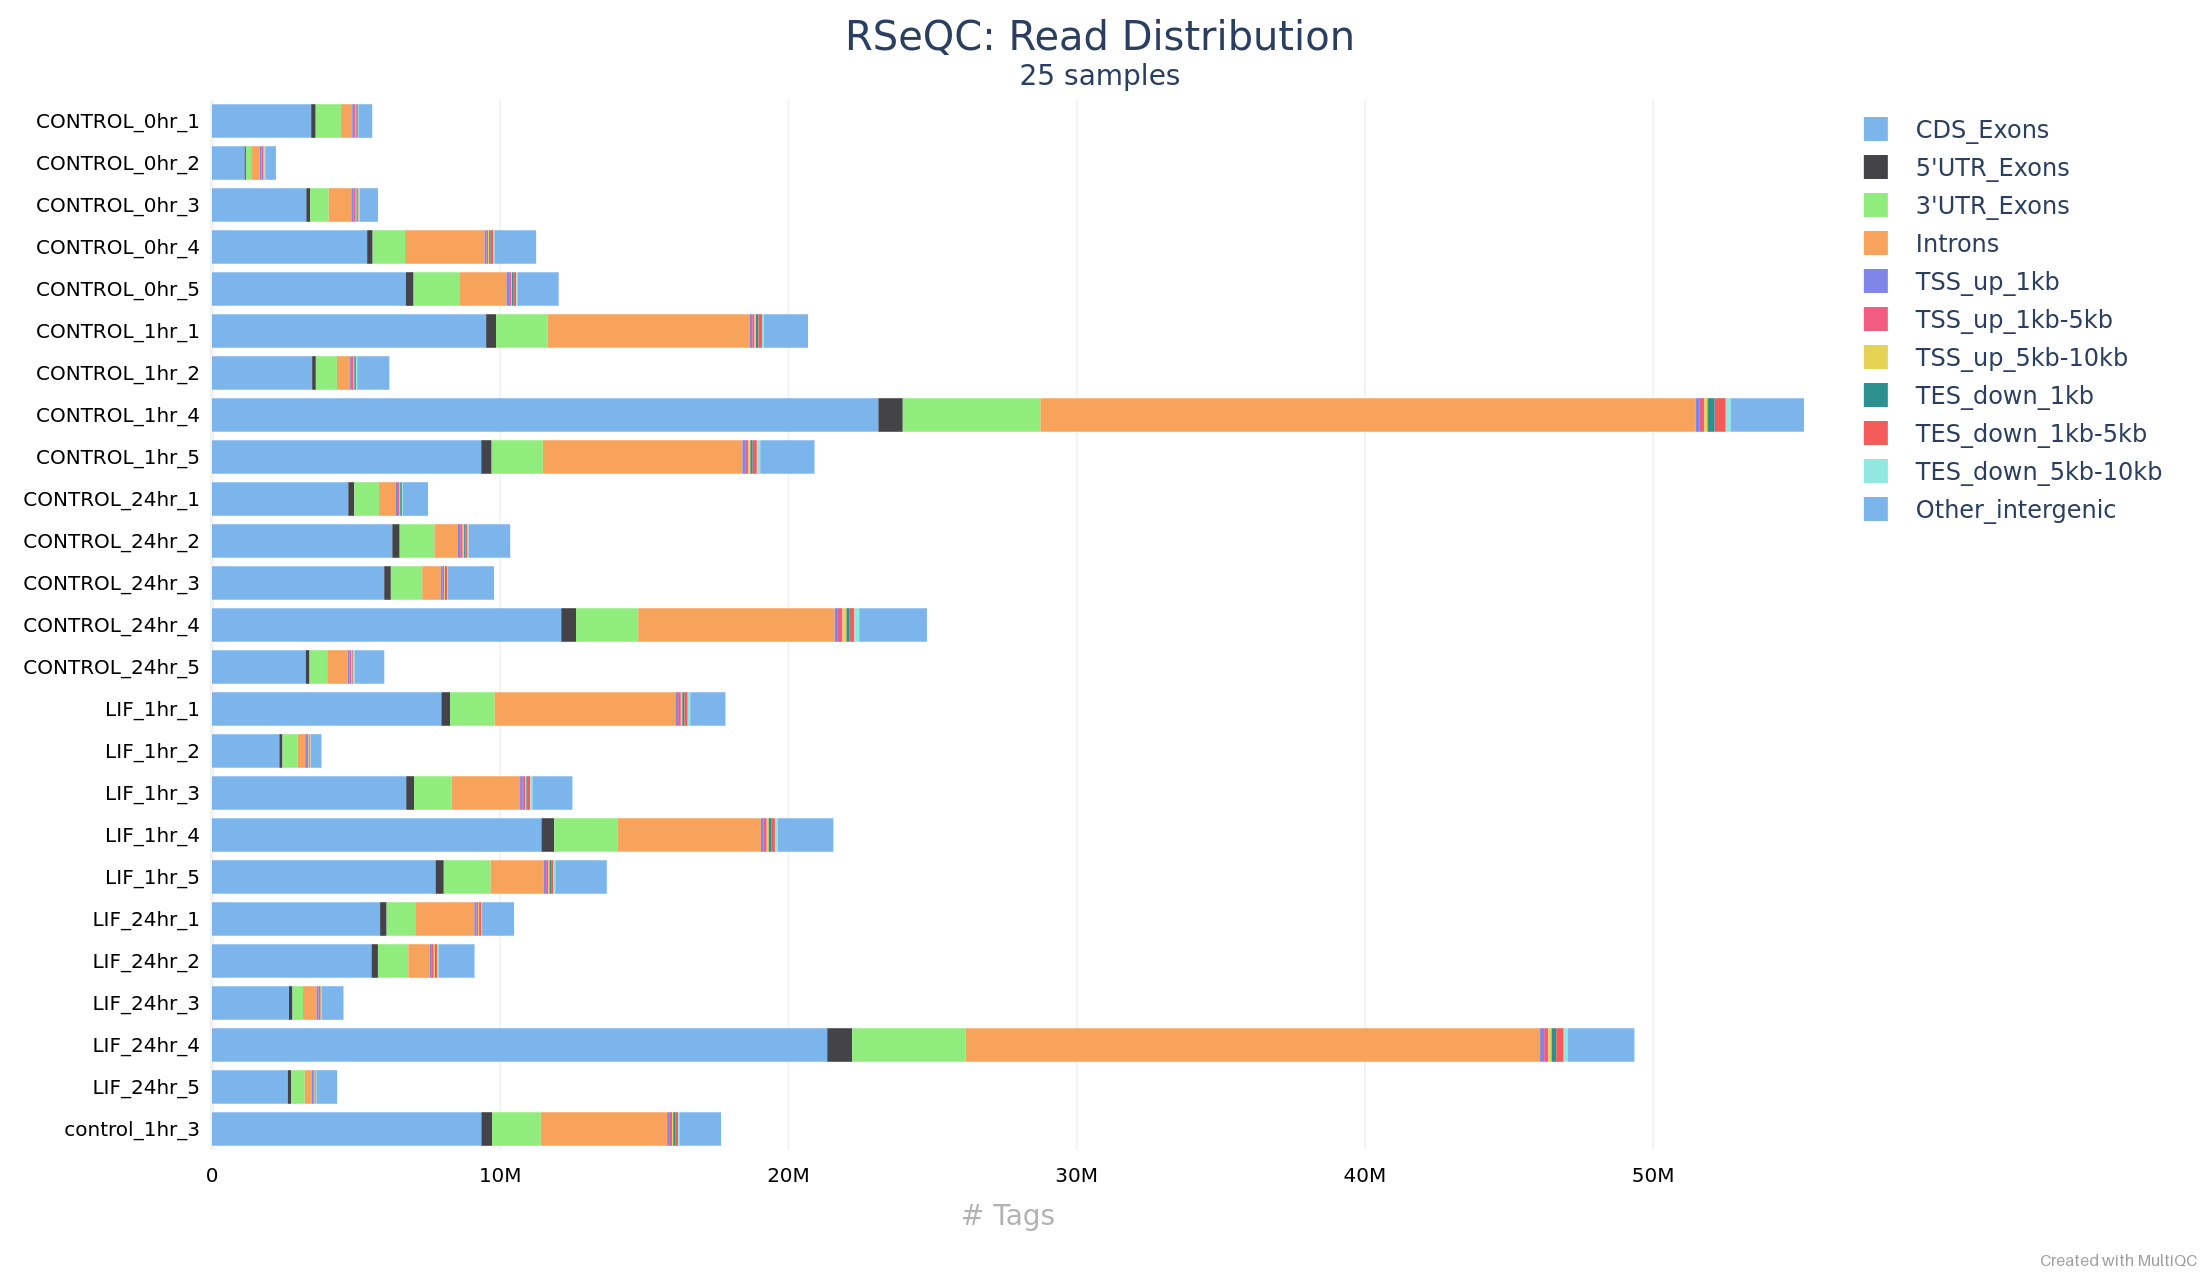 RSeQC: Read Distribution
25 samples
CONTROL_0hr_1
CONTROL_0hr_2
CONTROL_0hr_3
CONTROL_0hr_4
CONTROL_0hr_5
CONTROL_1hr_1
CONTROL_1hr_2
CONTROL_1hr_4
CONTROL_1hr_5
CONTROL_24hr_1
CONTROL_24hr_2
CONTROL_24hr_3
CONTROL_24hr_4
CONTROL_24hr_5
LIF_1hr_1
LIF_1hr_2
LIF_1hr_3
LIF_1hr_4
LIF_1hr_5
LIF_24hr_1
LIF_24hr_2
LIF_24hr_3
LIF_24hr_4
LIF_24hr_5
control_1hr_3
0 10M 20M 30M 40M 50M
# Tags
CDS_Exons
5'UTR_Exons
3'UTR_Exons
Introns
TSS_up_1kb
TSS_up_1kb-5kb
TSS_up_5kb-10kb
TES_down_1kb
TES_down_1kb-5kb
TES_down_5kb-10kb
Other_intergenic
Created with MultiQC